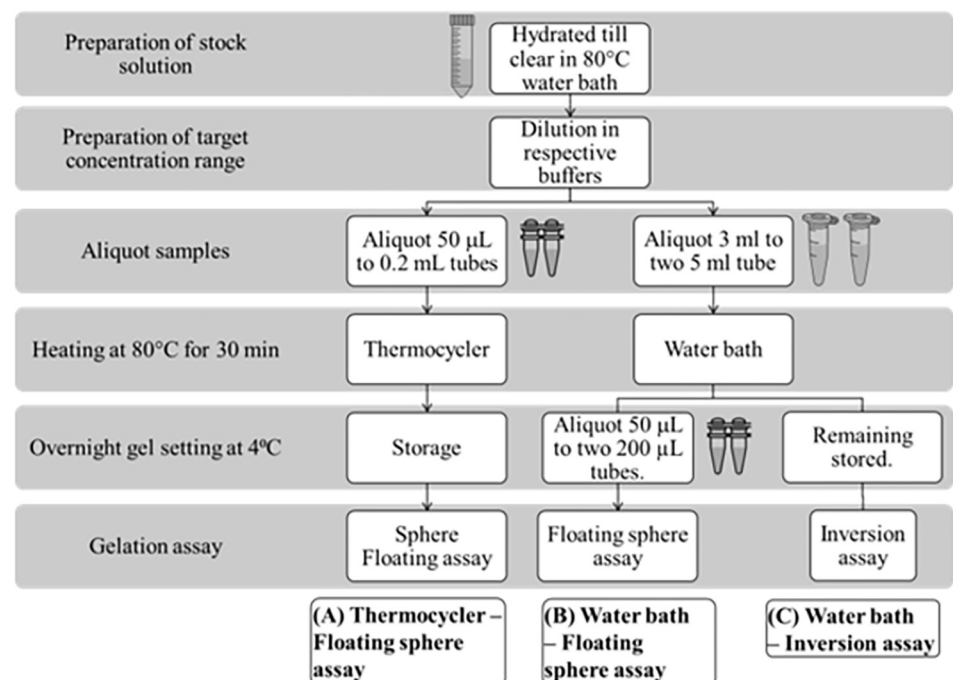 Preparation of stock
solution
Hydrated till
clear in 80°C
water bath
Preparation of target
concentration range
Dilution in
respective
buffers
Aliquot samples
Aliquot 50 µL
to 0.2 mL tubes
Aliquot 3 ml to
two 5 ml tube
Heating at 80°C for 30 min
Thermocycler
Water bath
Overnight gel setting at 4°C
Storage
Aliquot 50 µL
to two 200 µL
tubes.
Remaining
stored.
Gelation assay
Sphere
Floating assay
Floating sphere
assay
Inversion
assay
(A) Thermocycler –
Floating sphere
assay
(B) Water bath
– Floating
sphere assay
(C) Water bath
– Inversion assay